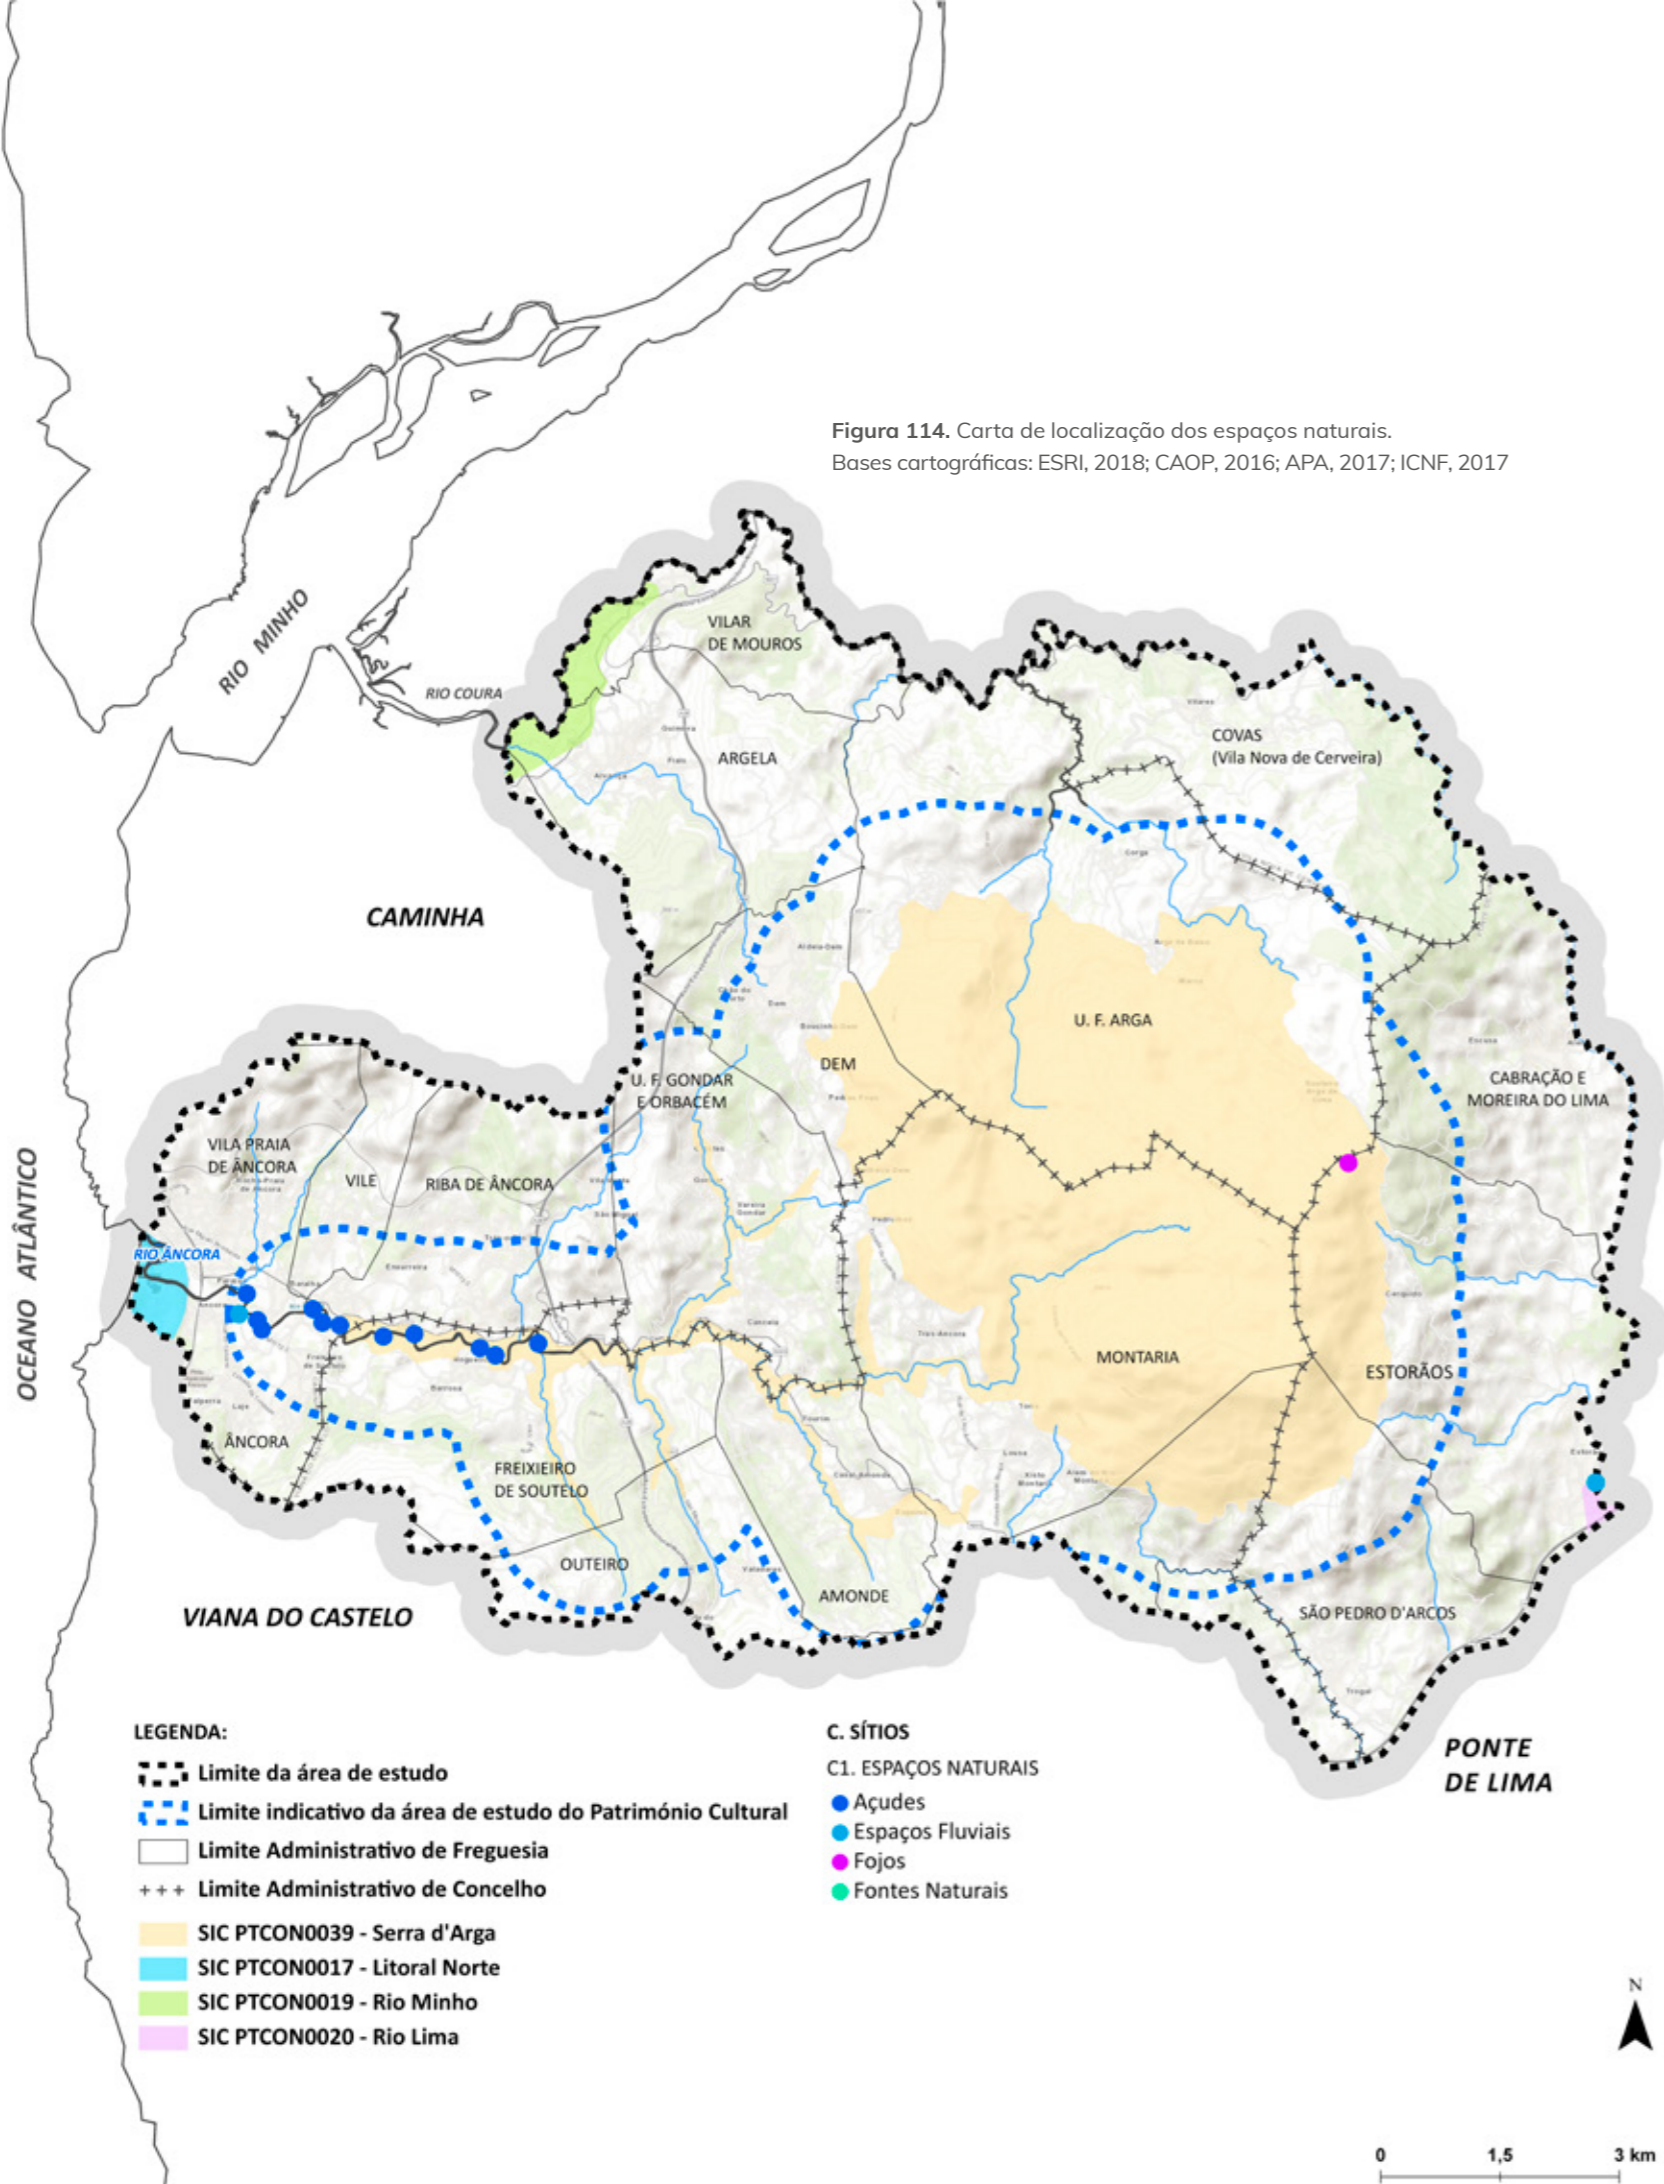 Figura 114. Carta de localização dos espaços naturais.
Bases cartográficas: ESRI, 2018; CAOP, 2016; APA, 2017; ICNF, 2017
RIO MINHO
RIO COURA
VILAR
DE MOUROS
ARGELA
COVAS
(Vila Nova de Cerveira)
CAMINHA
U. F. ARGA
DEM
U. F. GONDAR
E ORBACÉM
CABRAÇÃO E
MOREIRA DO LIMA
VILA PRAIA
DE ÂNCORA
VILE
RIBA DE ÂNCORA
OCEANO ATLÂNTICO
RIO ÂNCORA
MONTARIA
ESTORÃOS
ÂNCORA
FREIXIEIRO
DE SOUTELO
OUTEIRO
AMONDE
SÃO PEDRO D'ARCOS
VIANA DO CASTELO
PONTE
DE LIMA
LEGENDA:
Limite da área de estudo
Limite indicativo da área de estudo do Património Cultural
Limite Administrativo de Freguesia
+++ Limite Administrativo de Concelho
SIC PTCON0039 - Serra d'Arga
SIC PTCON0017 - Litoral Norte
SIC PTCON0019 - Rio Minho
SIC PTCON0020 - Rio Lima
C. SÍTIOS
C1. ESPAÇOS NATURAIS
Açudes
Espaços Fluviais
Fojos
Fontes Naturais
N
0 1,5 3 km